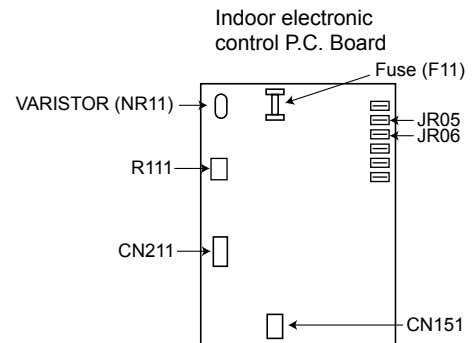 Indoor electronic
control P.C. Board
Fuse (F11)
VARISTOR (NR11)
JR05
JR06
R111
CN211
CN151